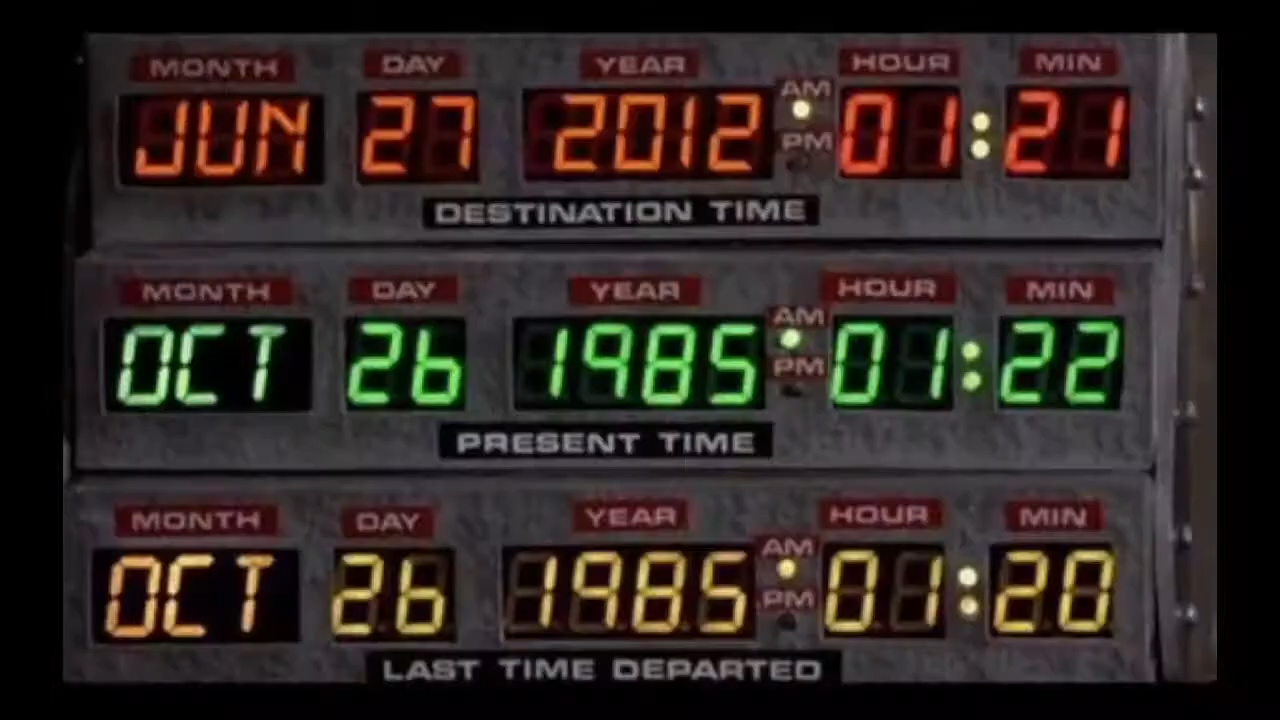 MONTH DAY YEAR HOUR MIN
AM
JUN 27 2012 01:21
PM
DESTINATION TIME
MONTH DAY YEAR HOUR MIN
AM
OCT 26 1985 01:22
PM
PRESENT TIME
MONTH DAY YEAR HOUR MIN
AM
OCT 26 1985 01:20
PM
LAST TIME DEPARTED